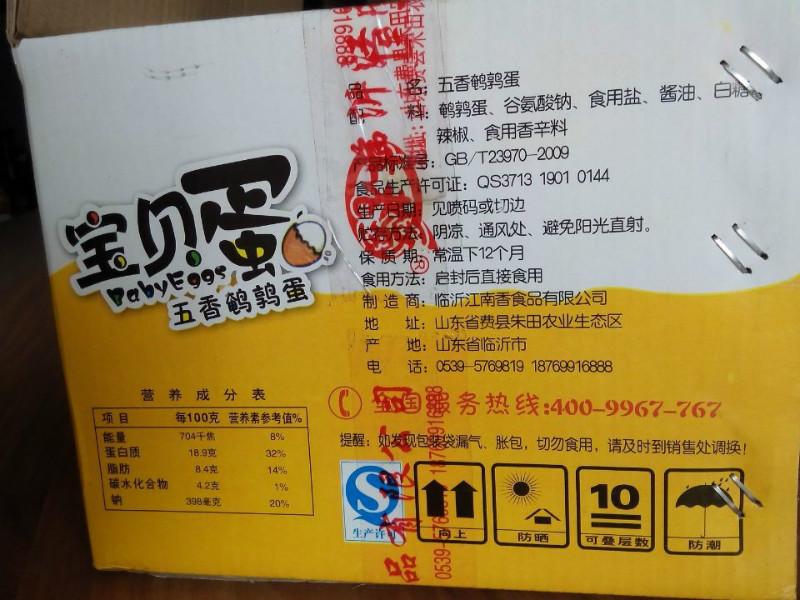 宝贝蛋
BabyEggs
五香鹌鹑蛋
品 名：五香鹌鹑蛋
配 料：鹌鹑蛋、谷氨酸钠、食用盐、酱油、白糖、
辣椒、食用香辛料
产品标准号：GB/T23970-2009
食品生产许可证：QS3713 1901 0144
生产日期：见喷码或切边
贮存方法：阴凉、通风处、避免阳光直射。
保 质 期：常温下12个月
食用方法：启封后直接食用
制 造 商：临沂江南香食品有限公司
地 址：山东省费县朱田农业生态区
产 地：山东省临沂市
电 话：0539-5769819 18769916888
全国服务热线:400-9967-767
提醒：如发现包装袋漏气、胀包，切勿食用，请及时到销售处调换！
营养成分表
项目 每100克 营养素参考值%
能量 704千焦 8%
蛋白质 18.9克 32%
脂肪 8.4克 14%
碳水化合物 4.2克 1%
钠 398毫克 20%
生产许可
向上
防晒
10
可叠层数
防潮
品有限公司